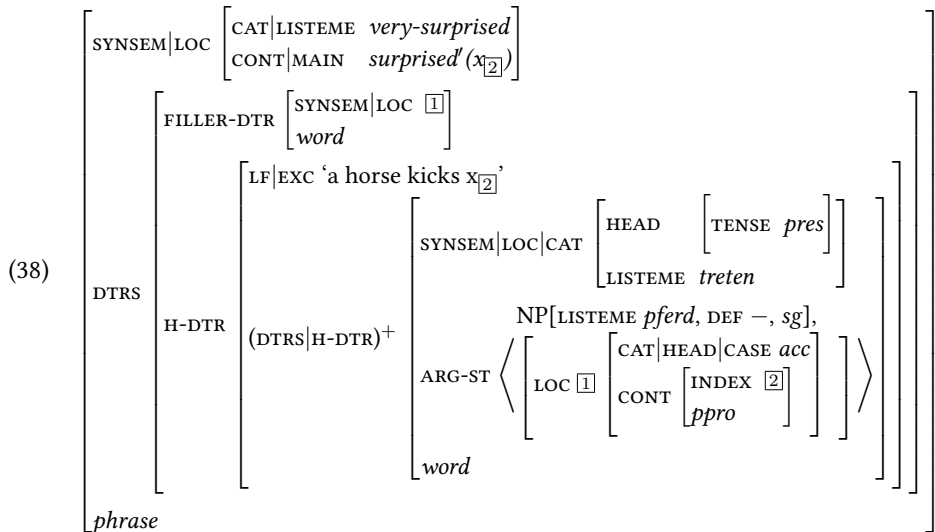 SYNSEM|LOC [CAT|LISTEME very-surprised
CONT|MAIN surprised′(x[2])]
FILLER-DTR [SYNSEM|LOC [1]
word]
LF|EXC ‘a horse kicks x[2]’
SYNSEM|LOC|CAT [HEAD [TENSE pres]
LISTEME treten]
(38)
DTRS
H-DTR
(DTRS|H-DTR)+
NP[LISTEME pferd, DEF −, sg],
ARG-ST ⟨[LOC [1] [CAT|HEAD|CASE acc
CONT [INDEX [2]
ppro]]]⟩
word
phrase